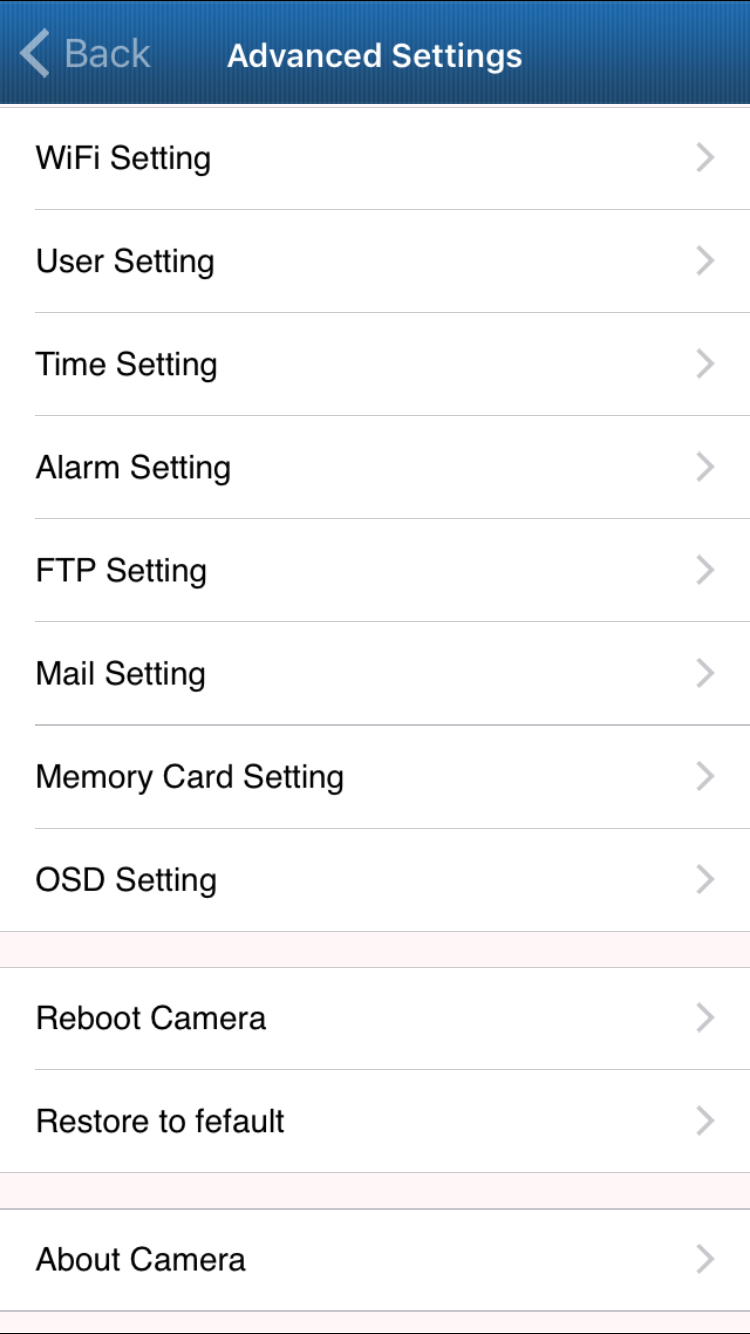 Back
Advanced Settings
WiFi Setting
User Setting
Time Setting
Alarm Setting
FTP Setting
Mail Setting
Memory Card Setting
OSD Setting
Reboot Camera
Restore to fefault
About Camera